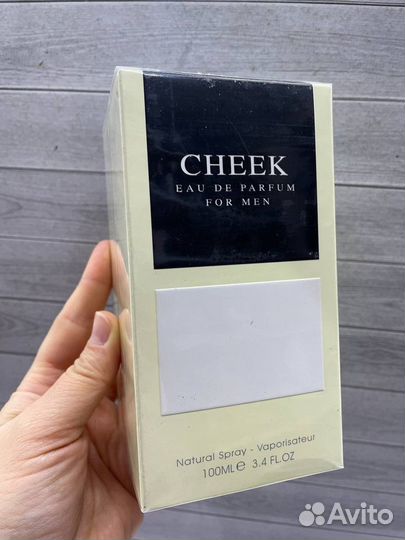 CHEEK
EAU DE PARFUM
FOR MEN
Natural Spray - Vaporisateur
100ML e 3.4 FL.OZ
Avito